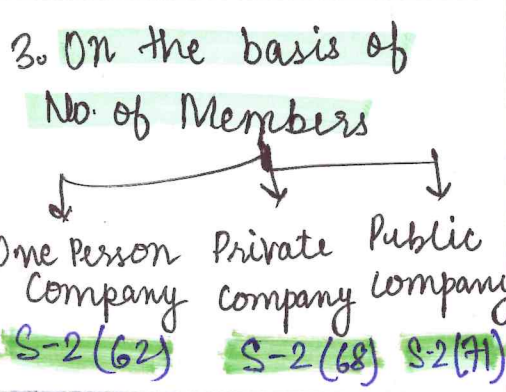 3. On the basis of
No. of Members
One Person Private Public
Company Company Company
S-2(62) S-2(68) S-2(71)